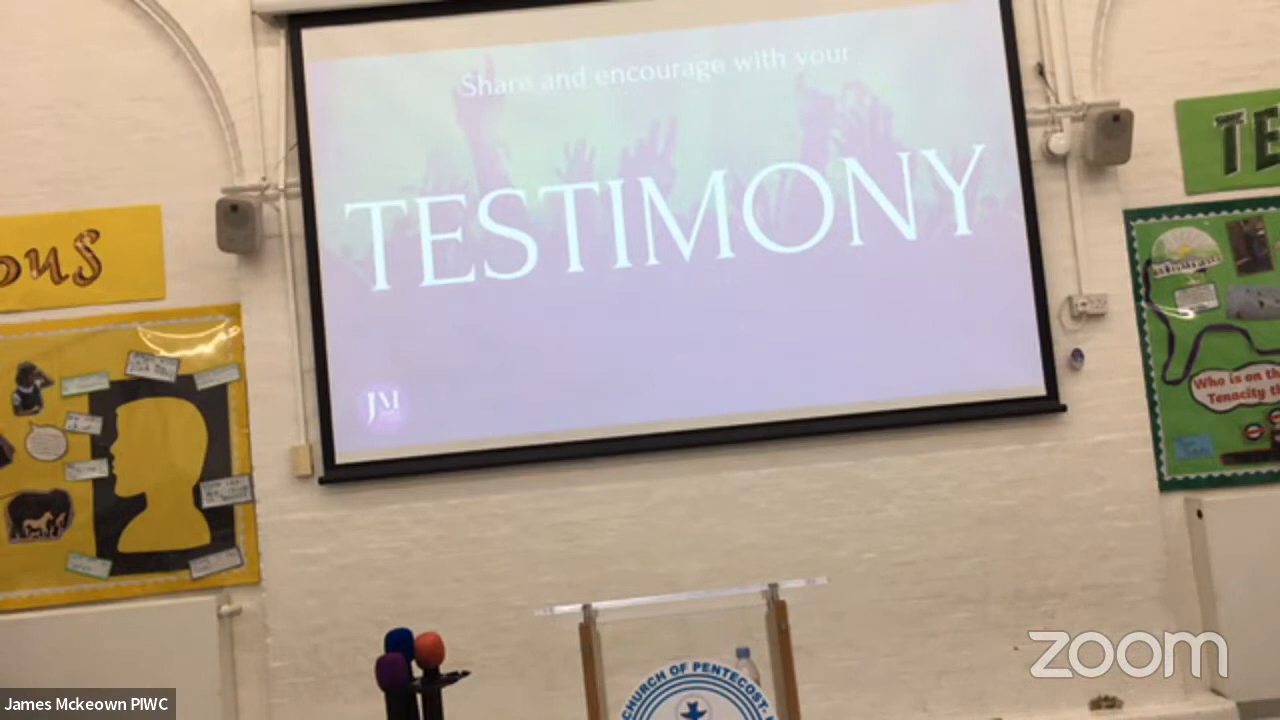 Share and encourage with your
TESTIMONY
JM
ous
TE
Who is on th
Tenacity t
CHURCH OF PENTECOST-
zoom
James Mckeown PIWC